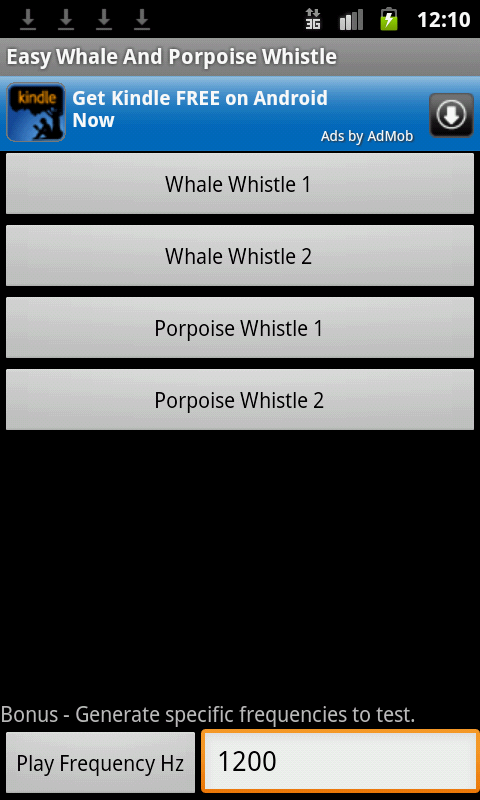 3G
12:10
Easy Whale And Porpoise Whistle
kindle
Get Kindle FREE on Android
Now
Ads by AdMob
Whale Whistle 1
Whale Whistle 2
Porpoise Whistle 1
Porpoise Whistle 2
Bonus - Generate specific frequencies to test.
Play Frequency Hz
1200